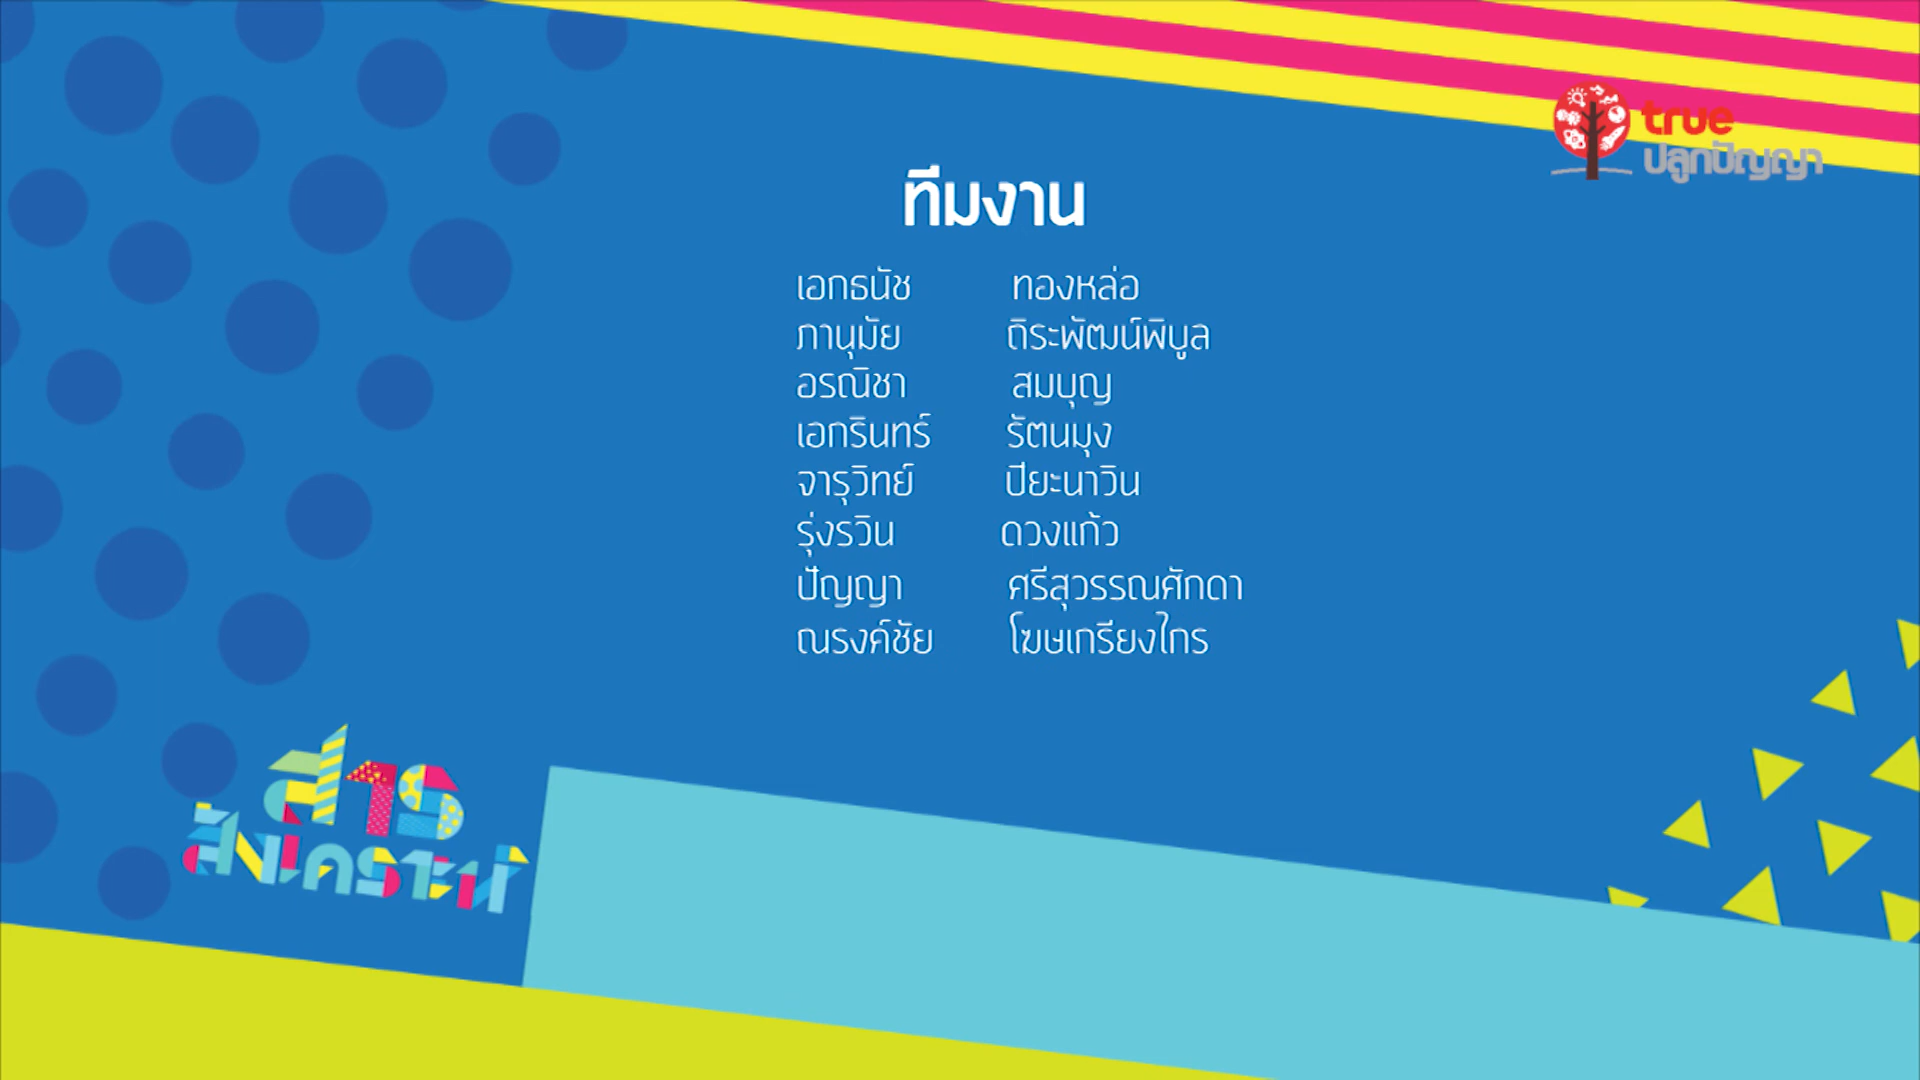 true
ปลูกปัญญา
ทีมงาน
เอกธนัช ทองหล่อ
ภานุมัย ถิระพัฒน์พิบูล
อรณิชา สมบุญ
เอกรินทร์ รัตนมุง
จารุวิทย์ ปิยะนาวิน
รุ่งรวิน ดวงแก้ว
ปัญญา ศรีสุวรรณศักดา
ณรงค์ชัย โฆษเกรียงไกร
สาร
สังเคราะห์